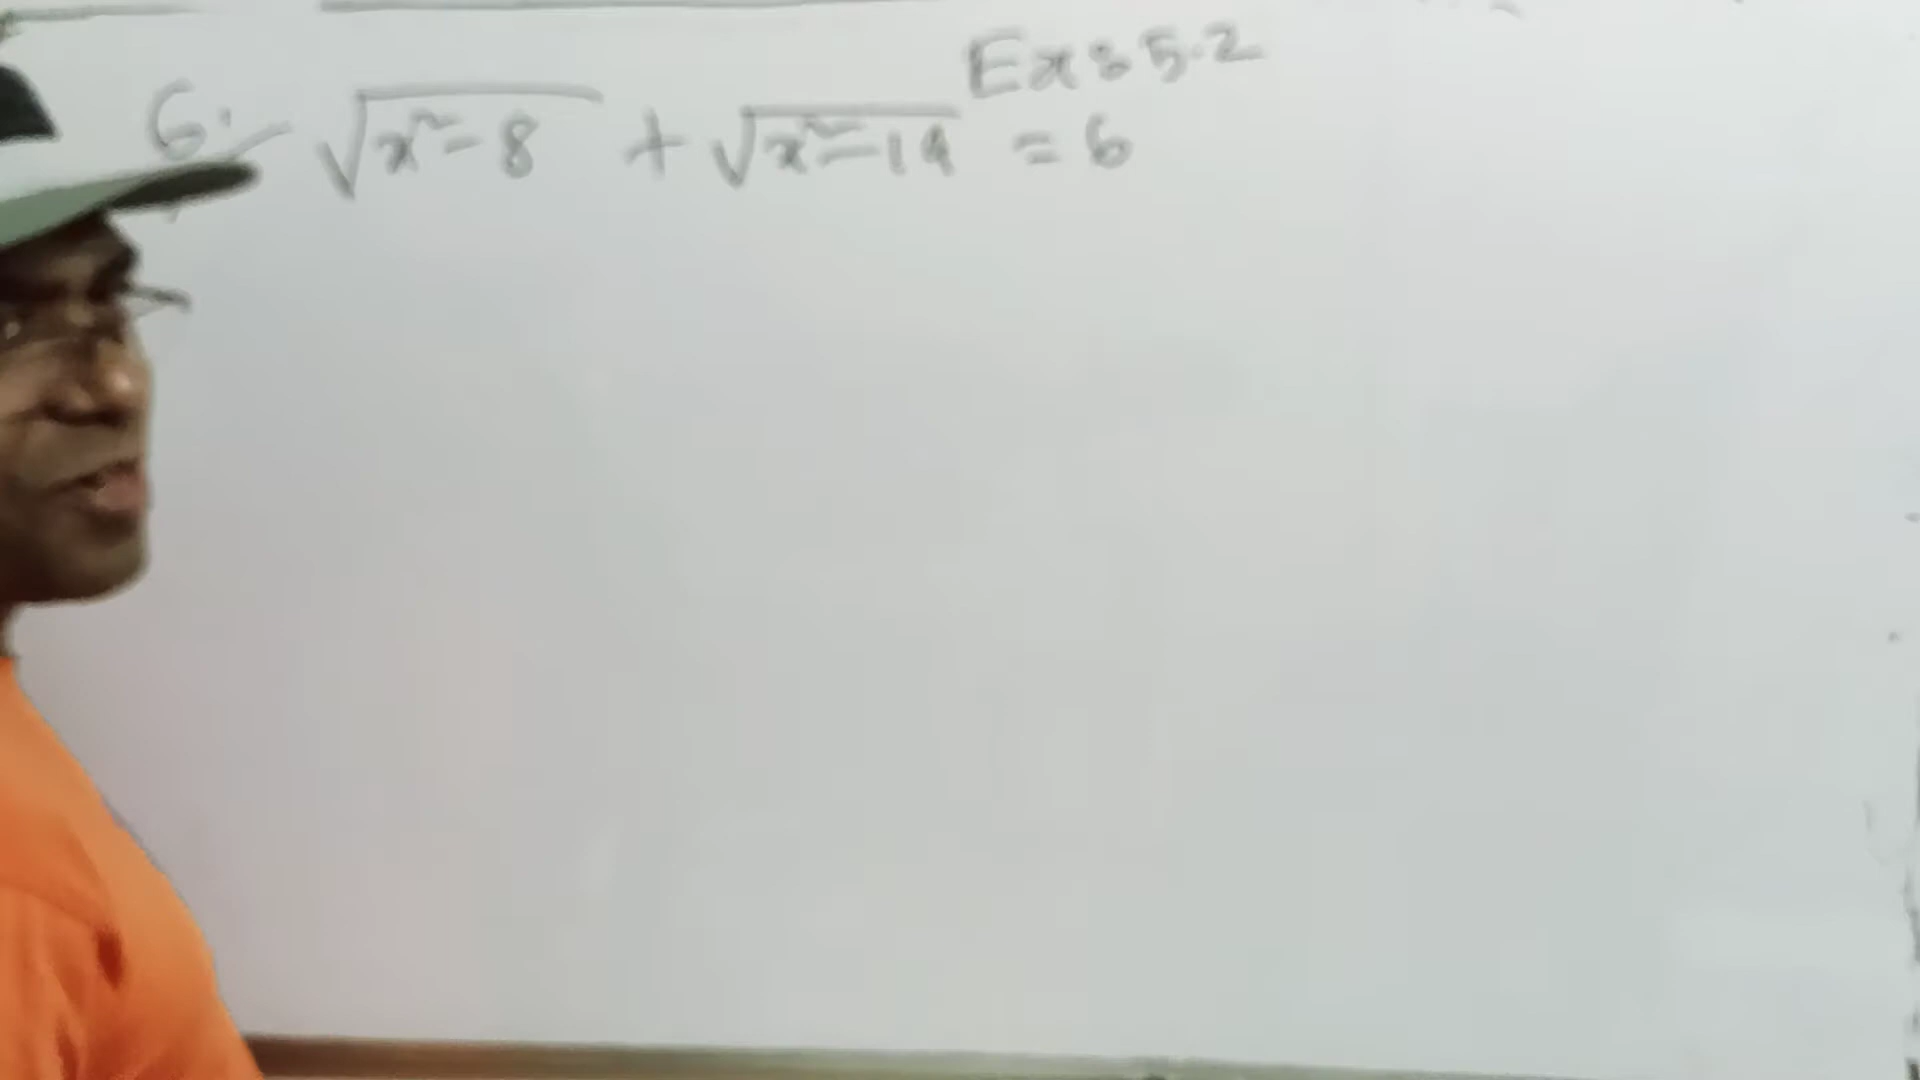 Ex: 5.2
6. √x²-8 + √x²-14 = 6